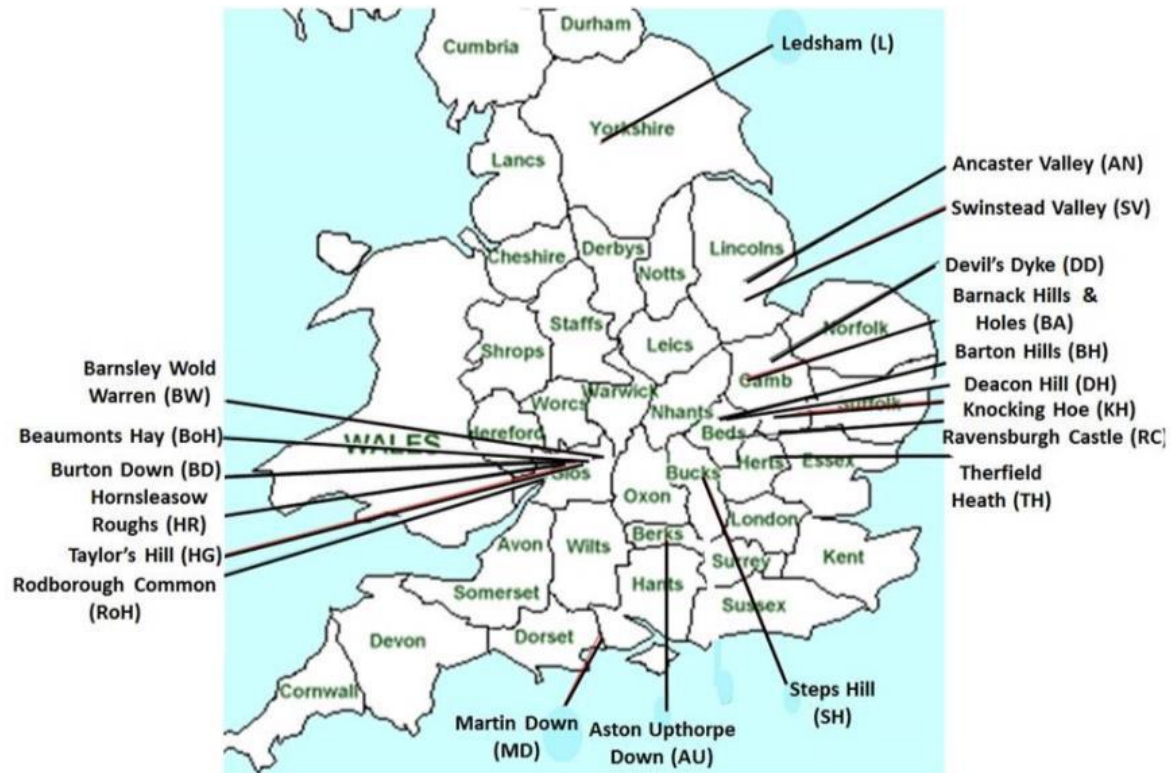 Durham
Cumbria
Ledsham (L)
Yorkshire
Lancs
Ancaster Valley (AN)
Swinstead Valley (SV)
Cheshire
Derbys
Lincolns
Notts
Devil's Dyke (DD)
Barnack Hills &
Holes (BA)
Staffs
Norfolk
Shrops
Leics
Barton Hills (BH)
Barnsley Wold
Warren (BW)
Camb
Deacon Hill (DH)
Worcs
Warwick
Nhants
Suffolk
Knocking Hoe (KH)
Beaumonts Hay (BoH)
WALES
Hereford
Beds
Ravensburgh Castle (RC)
Burton Down (BD)
Glos
Bucks
Herts
Essex
Therfield
Heath (TH)
Hornsleasow
Roughs (HR)
Oxon
London
Taylor's Hill (HG)
Avon
Wilts
Berks
Surrey
Kent
Rodborough Common
(RoH)
Somerset
Hants
Sussex
Devon
Dorset
Cornwall
Steps Hill
(SH)
Martin Down
(MD)
Aston Upthorpe
Down (AU)